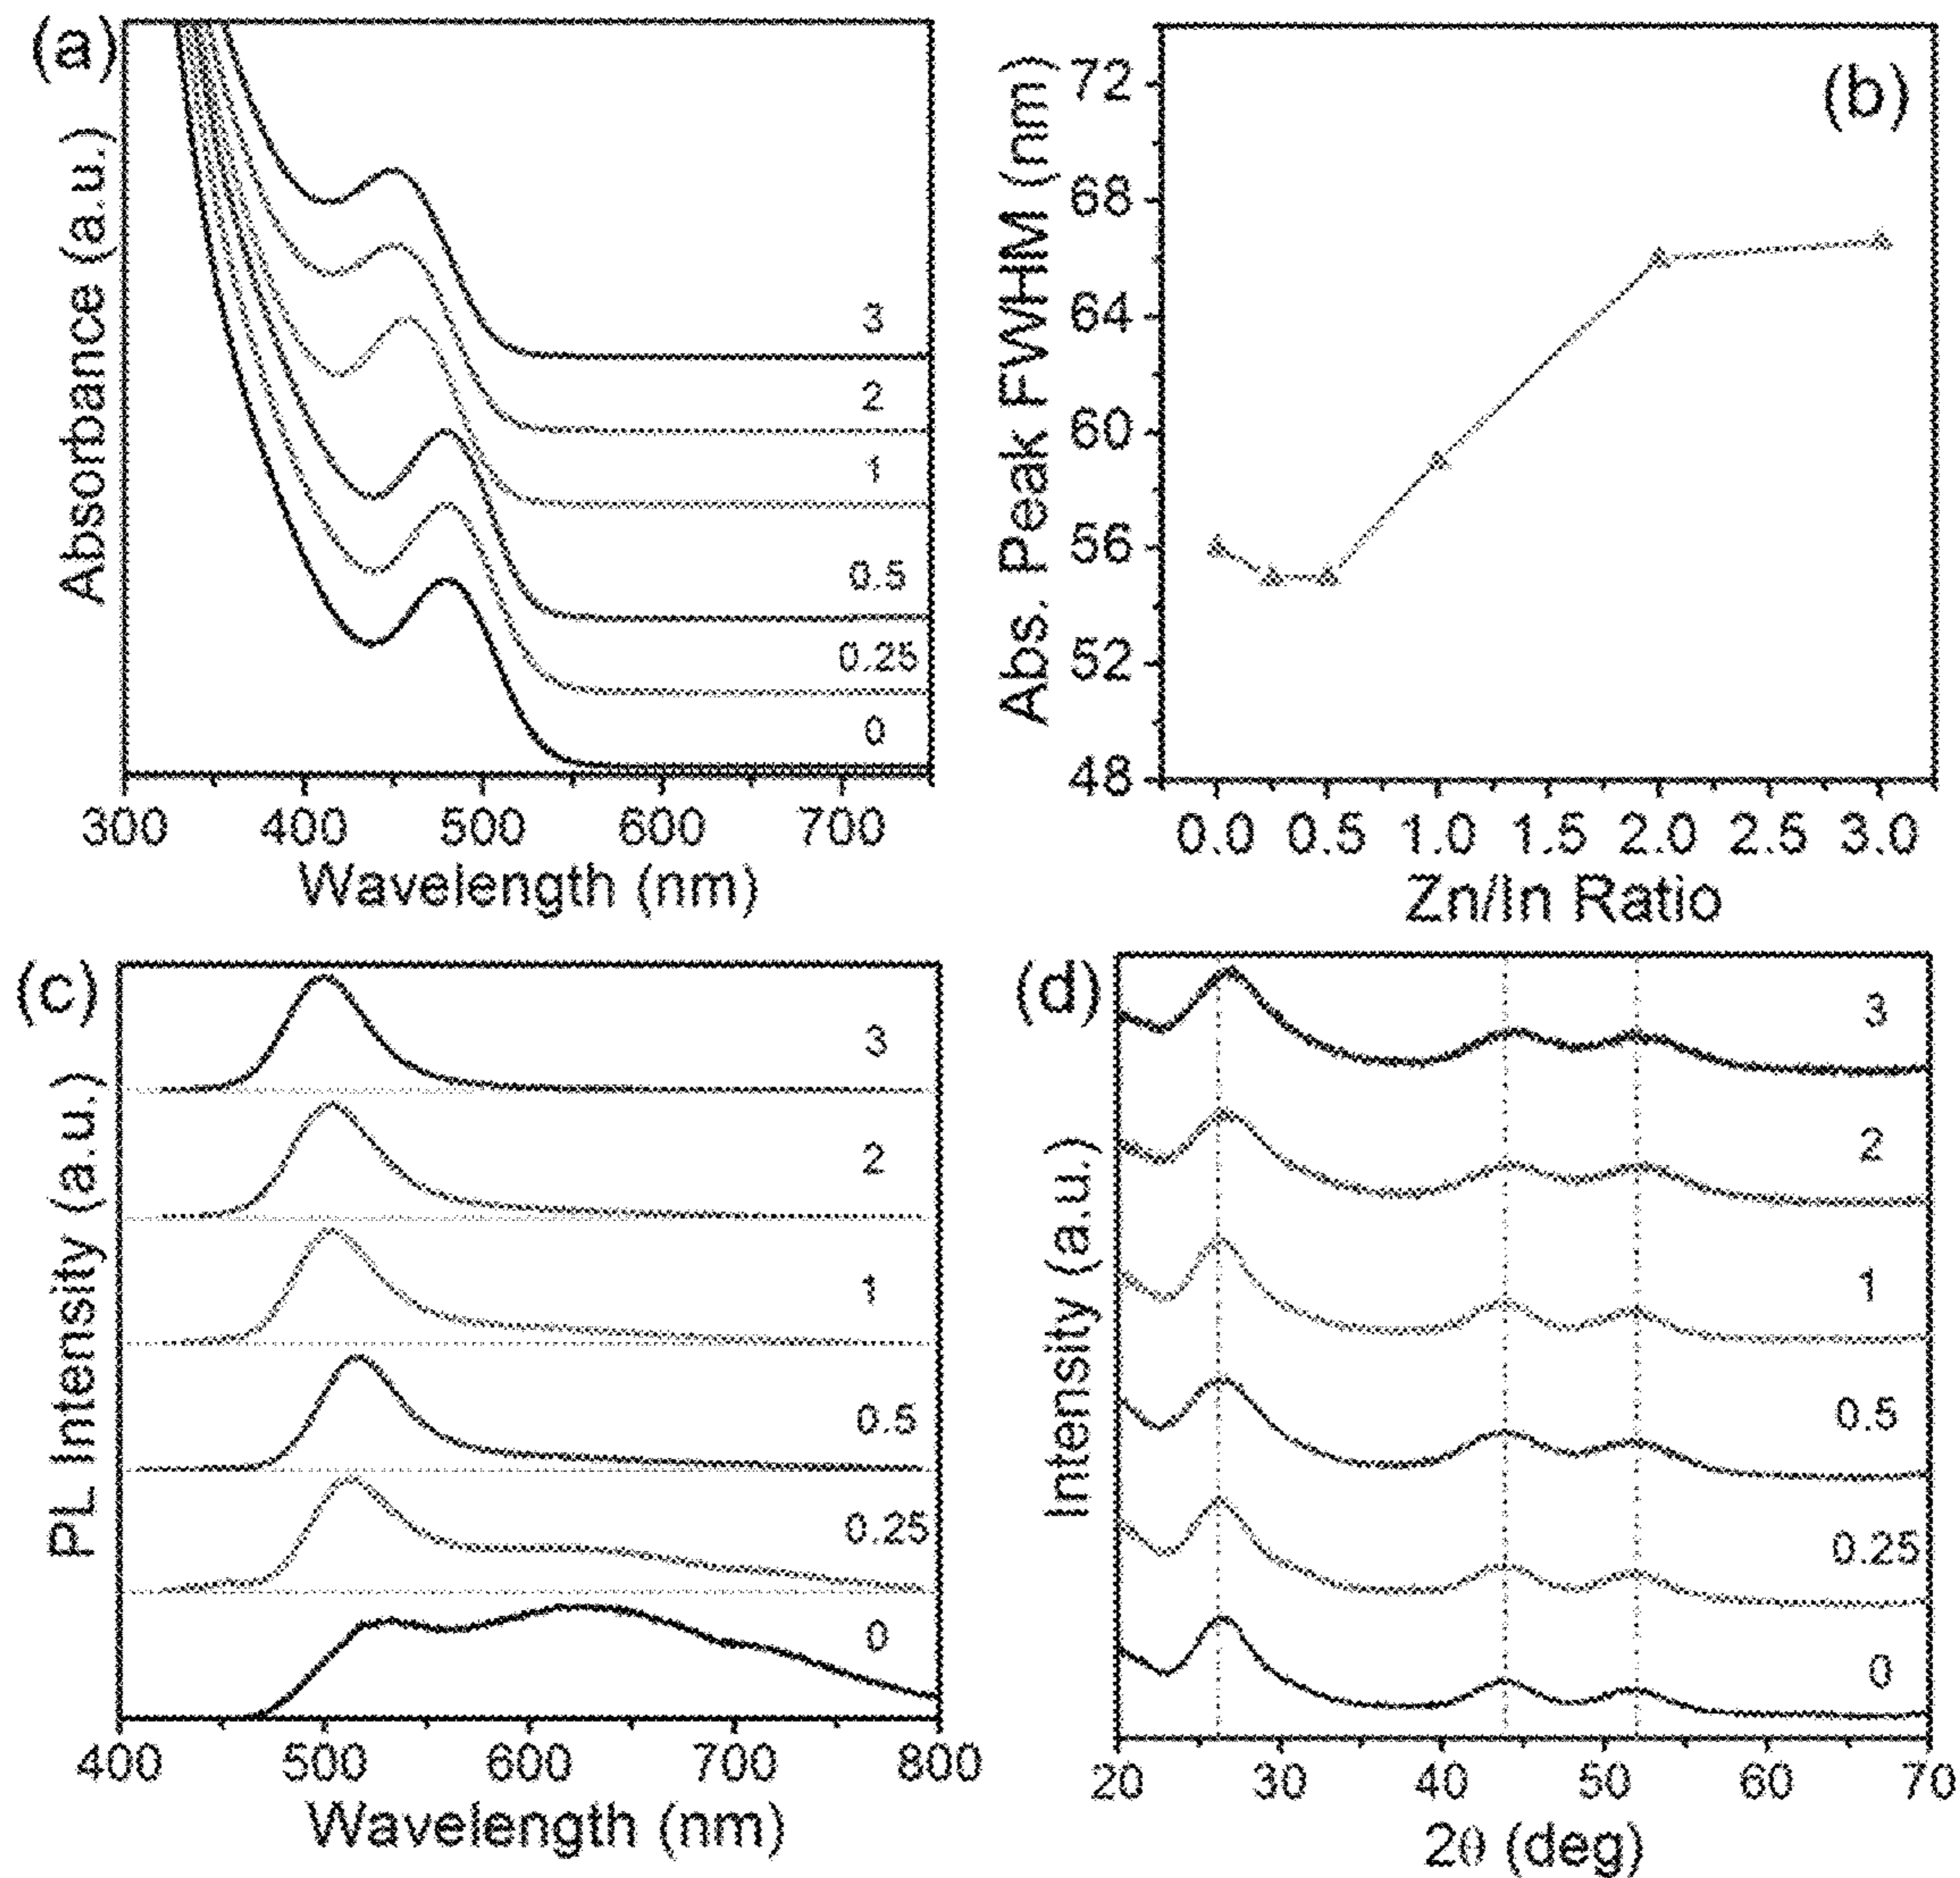 (a)
Absorbance (a.u.)
3
2
1
0.5
0.25
0
300 400 500 600 700
Wavelength (nm)
(b)
Abs. Peak FWHM (nm)
72
68
64
60
56
52
48
0.0 0.5 1.0 1.5 2.0 2.5 3.0
Zn/In Ratio
(c)
PL Intensity (a.u.)
3
2
1
0.5
0.25
0
400 500 600 700 800
Wavelength (nm)
(d)
Intensity (a.u.)
3
2
1
0.5
0.25
0
20 30 40 50 60 70
2θ (deg)